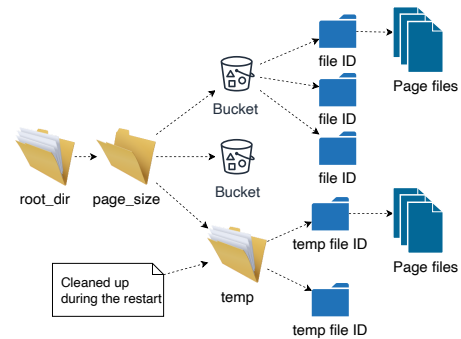 file ID
Page files
Bucket
file ID
file ID
Bucket
root_dir
page_size
temp file ID
Page files
Cleaned up
during the restart
temp
temp file ID